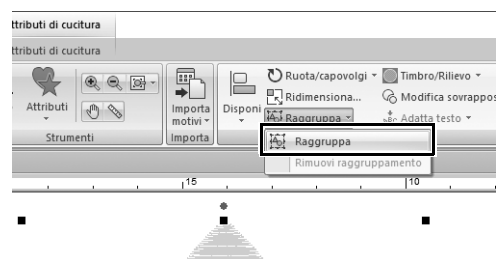 ttributi di cucitura
ttributi di cucitura
Ruota/capovolgi
Timbro/Rilievo
Ridimensiona...
Modifica sovrappos
Attributi
Importa motivi
Disponi
Raggruppa
Adatta testo
Strumenti
Importa
Raggruppa
Rimuovi raggruppamento
15
10